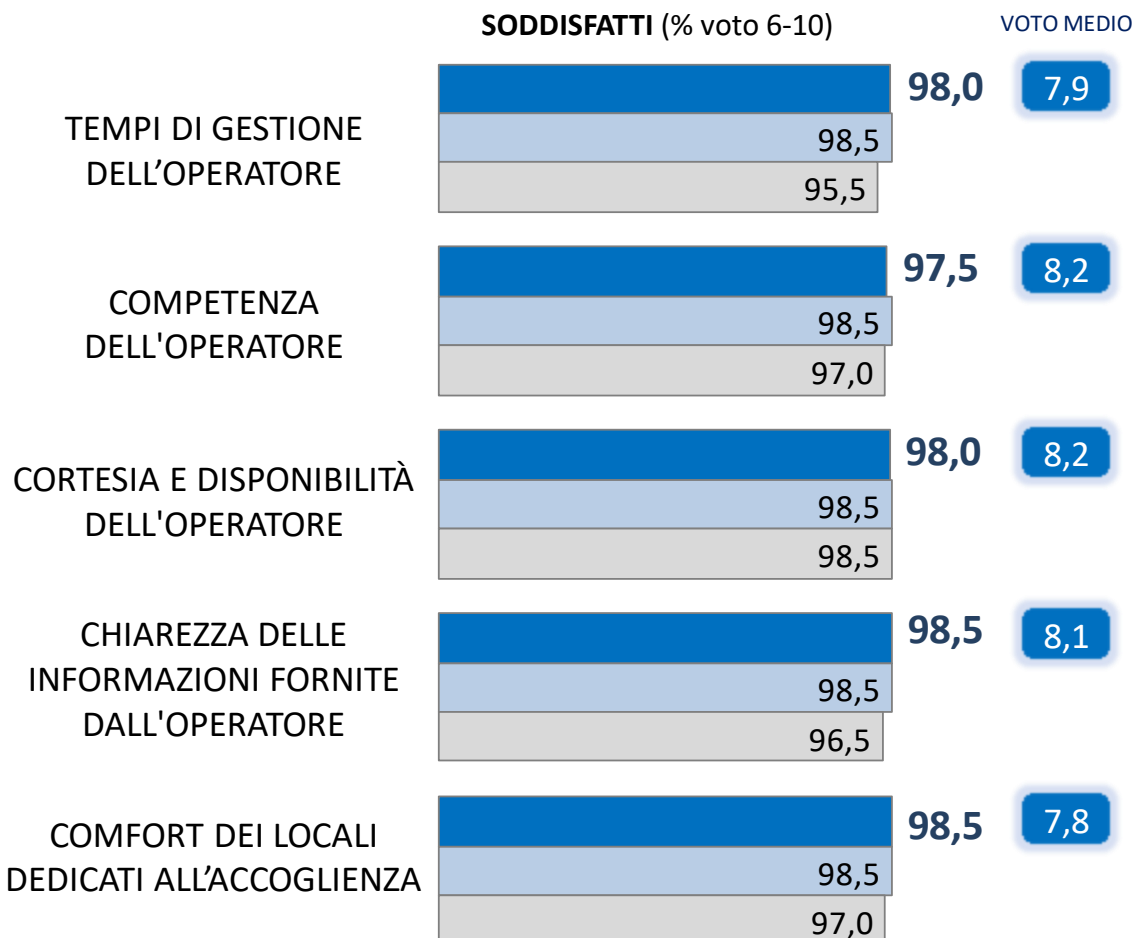 SODDISFATTI (% voto 6-10)
VOTO MEDIO
TEMPI DI GESTIONE
DELL’OPERATORE
98,0
7,9
98,5
95,5
COMPETENZA
DELL'OPERATORE
97,5
8,2
98,5
97,0
CORTESIA E DISPONIBILITÀ
DELL'OPERATORE
98,0
8,2
98,5
98,5
CHIAREZZA DELLE
INFORMAZIONI FORNITE
DALL'OPERATORE
98,5
8,1
98,5
96,5
COMFORT DEI LOCALI
DEDICATI ALL’ACCOGLIENZA
98,5
7,8
98,5
97,0